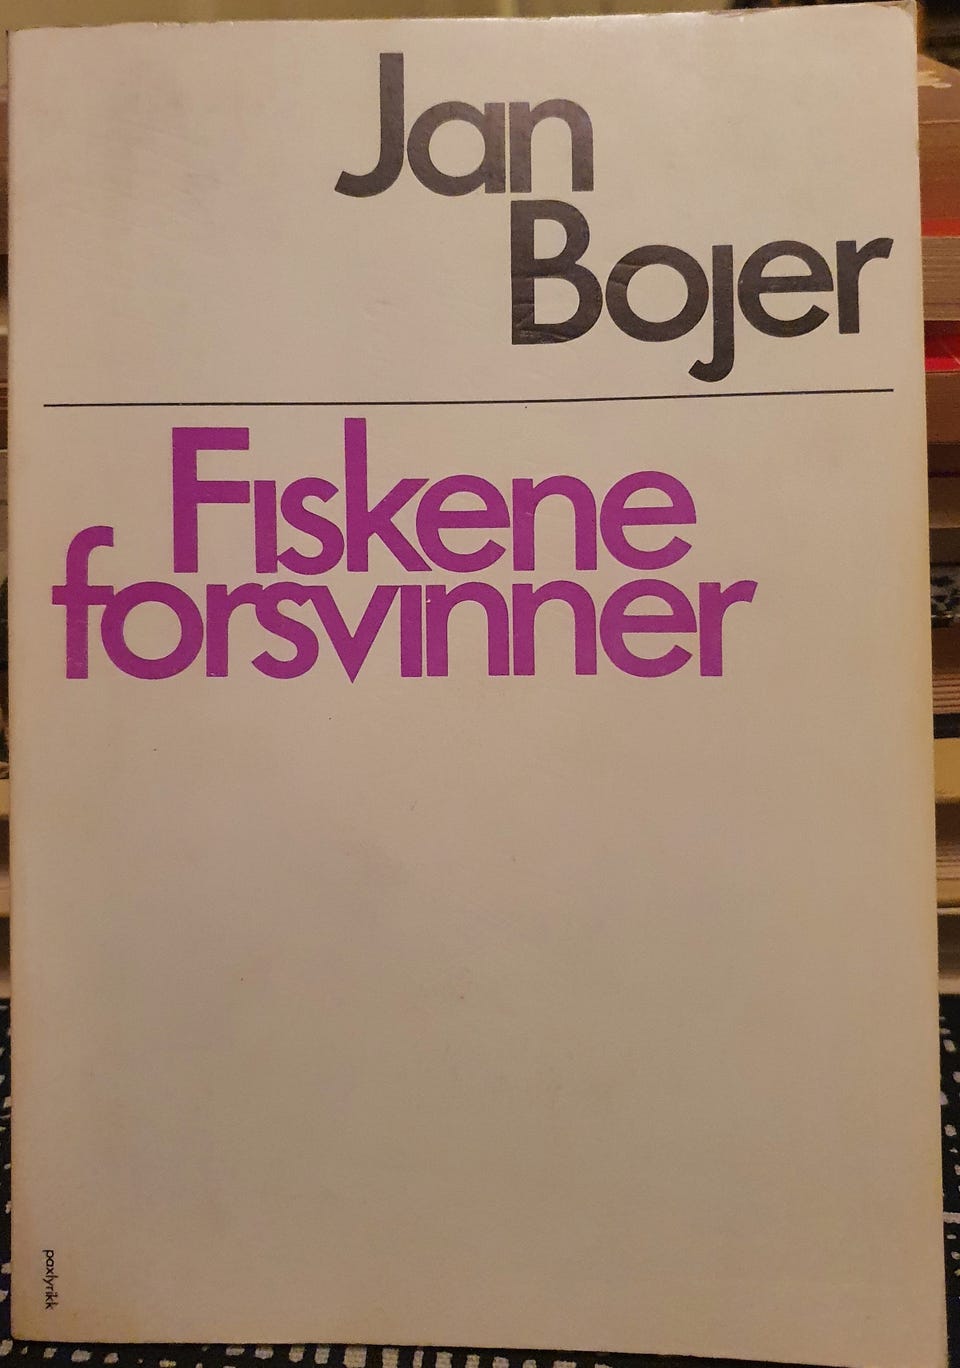 Jan
Bojer
Fiskene
forsvinner
paxlyrikk